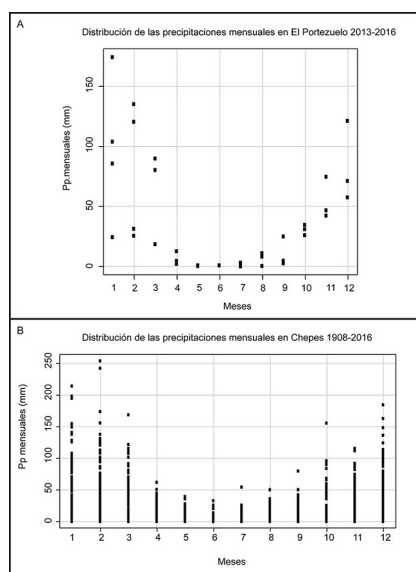 A
Distribución de las precipitaciones mensuales en El Portezuelo 2013-2016
Pp.mensuales (mm)
150
100
50
0
1 2 3 4 5 6 7 8 9 10 11 12
Meses
B
Distribución de las precipitaciones mensuales en Chepes 1908-2016
Pp mensuales (mm)
250
200
150
100
50
0
1 2 3 4 5 6 7 8 9 10 11 12
Meses